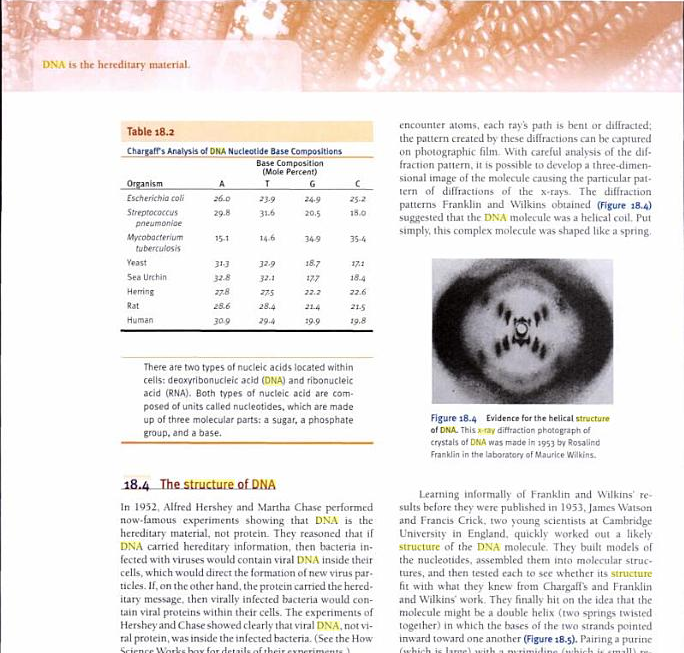 DNA is the hereditary material.
Table 18.2
Chargaff's Analysis of DNA Nucleotide Base Compositions
Base Composition
(Mole Percent)
Organism A T G C
Escherichia coli 26.0 23.9 24.9 25.2
Streptococcus 29.8 31.6 20.5 18.0
pneumoniae
Mycobacterium 15.1 14.6 34.9 35.4
tuberculosis
Yeast 31.3 32.9 18.7 17.1
Sea Urchin 32.8 32.1 17.7 18.4
Herring 27.8 27.5 22.2 22.6
Rat 28.6 28.4 21.4 21.5
Human 30.9 29.4 19.9 19.8
There are two types of nucleic acids located within
cells: deoxyribonucleic acid (DNA) and ribonucleic
acid (RNA). Both types of nucleic acid are com-
posed of units called nucleotides, which are made
up of three molecular parts: a sugar, a phosphate
group, and a base.
18.4 The structure of DNA
In 1952, Alfred Hershey and Martha Chase performed
now-famous experiments showing that DNA is the
hereditary material, not protein. They reasoned that if
DNA carried hereditary information, then bacteria in-
fected with viruses would contain viral DNA inside their
cells, which would direct the formation of new virus par-
ticles. If, on the other hand, the protein carried the hered-
itary message, then virally infected bacteria would con-
tain viral proteins within their cells. The experiments of
Hershey and Chase showed clearly that viral DNA, not vi-
ral protein, was inside the infected bacteria. (See the How
Science Works box for details of their experiments.)
encounter atoms, each ray's path is bent or diffracted;
the pattern created by these diffractions can be captured
on photographic film. With careful analysis of the dif-
fraction pattern, it is possible to develop a three-dimen-
sional image of the molecule causing the particular pat-
tern of diffractions of the x-rays. The diffraction
patterns Franklin and Wilkins obtained (Figure 18.4)
suggested that the DNA molecule was a helical coil. Put
simply, this complex molecule was shaped like a spring.
Figure 18.4 Evidence for the helical structure
of DNA. This x-ray diffraction photograph of
crystals of DNA was made in 1953 by Rosalind
Franklin in the laboratory of Maurice Wilkins.
Learning informally of Franklin and Wilkins' re-
sults before they were published in 1953, James Watson
and Francis Crick, two young scientists at Cambridge
University in England, quickly worked out a likely
structure of the DNA molecule. They built models of
the nucleotides, assembled them into molecular struc-
tures, and then tested each to see whether its structure
fit with what they knew from Chargaff's and Franklin
and Wilkins' work. They finally hit on the idea that the
molecule might be a double helix (two springs twisted
together) in which the bases of the two strands pointed
inward toward one another (Figure 18.5). Pairing a purine
(which is large) with a pyrimidine (which is small) re-